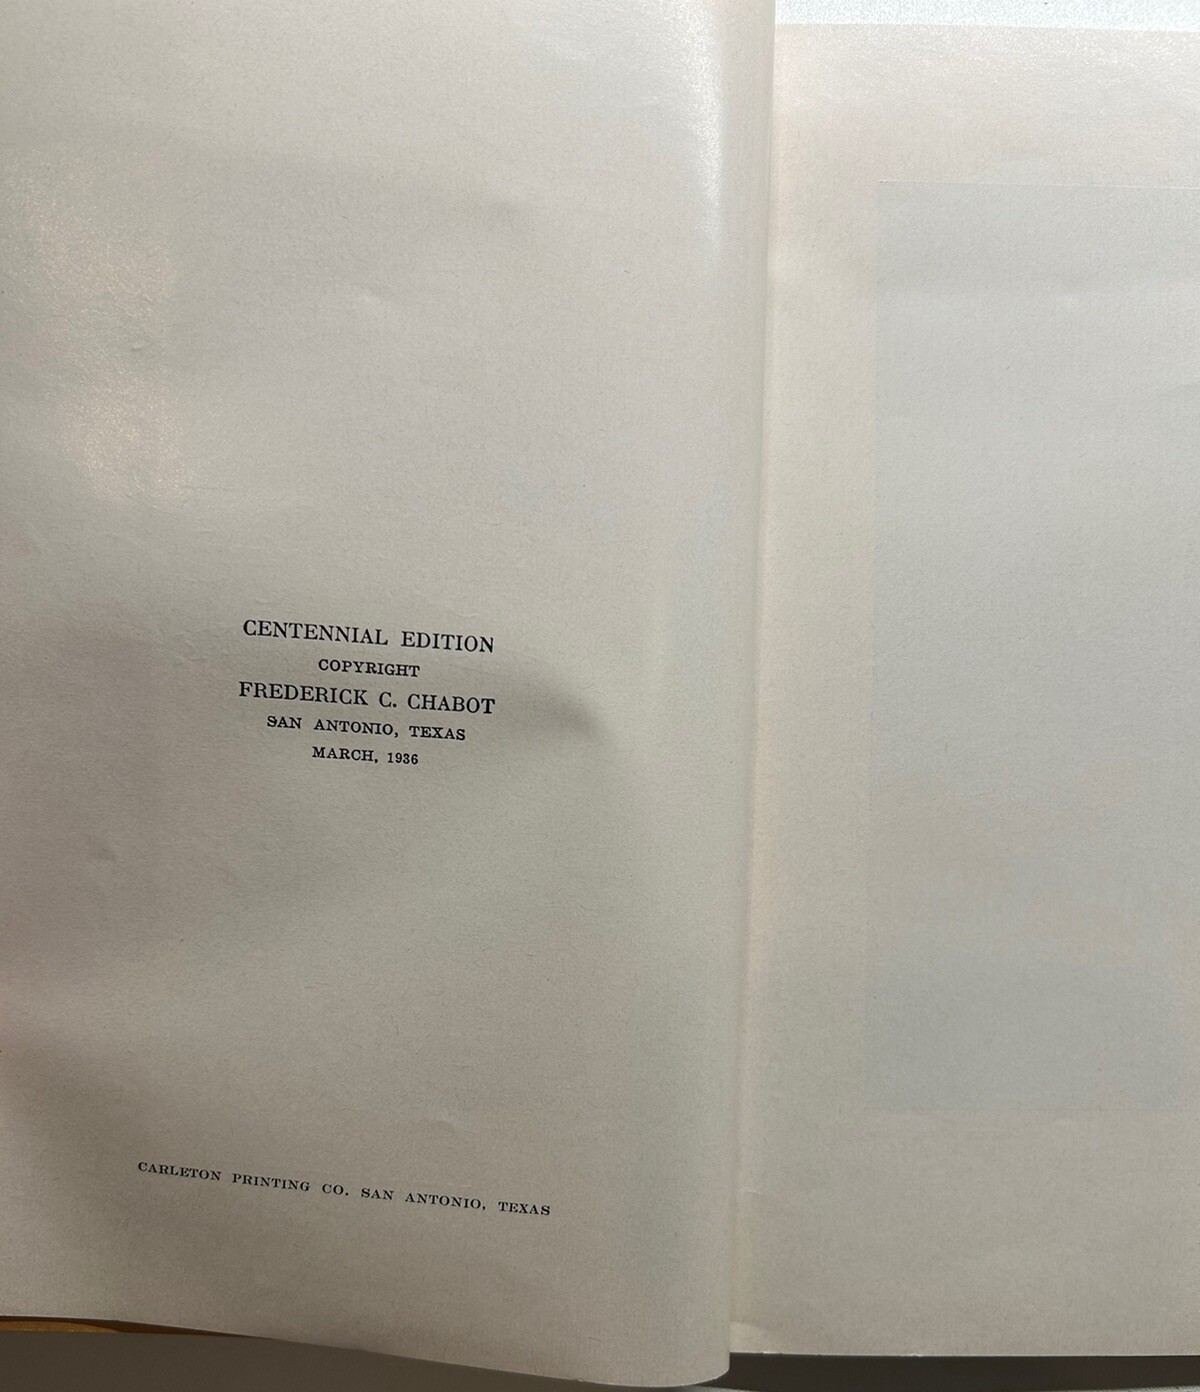 CENTENNIAL EDITION
COPYRIGHT
FREDERICK C. CHABOT
SAN ANTONIO, TEXAS
MARCH, 1936
CARLETON PRINTING CO. SAN ANTONIO, TEXAS